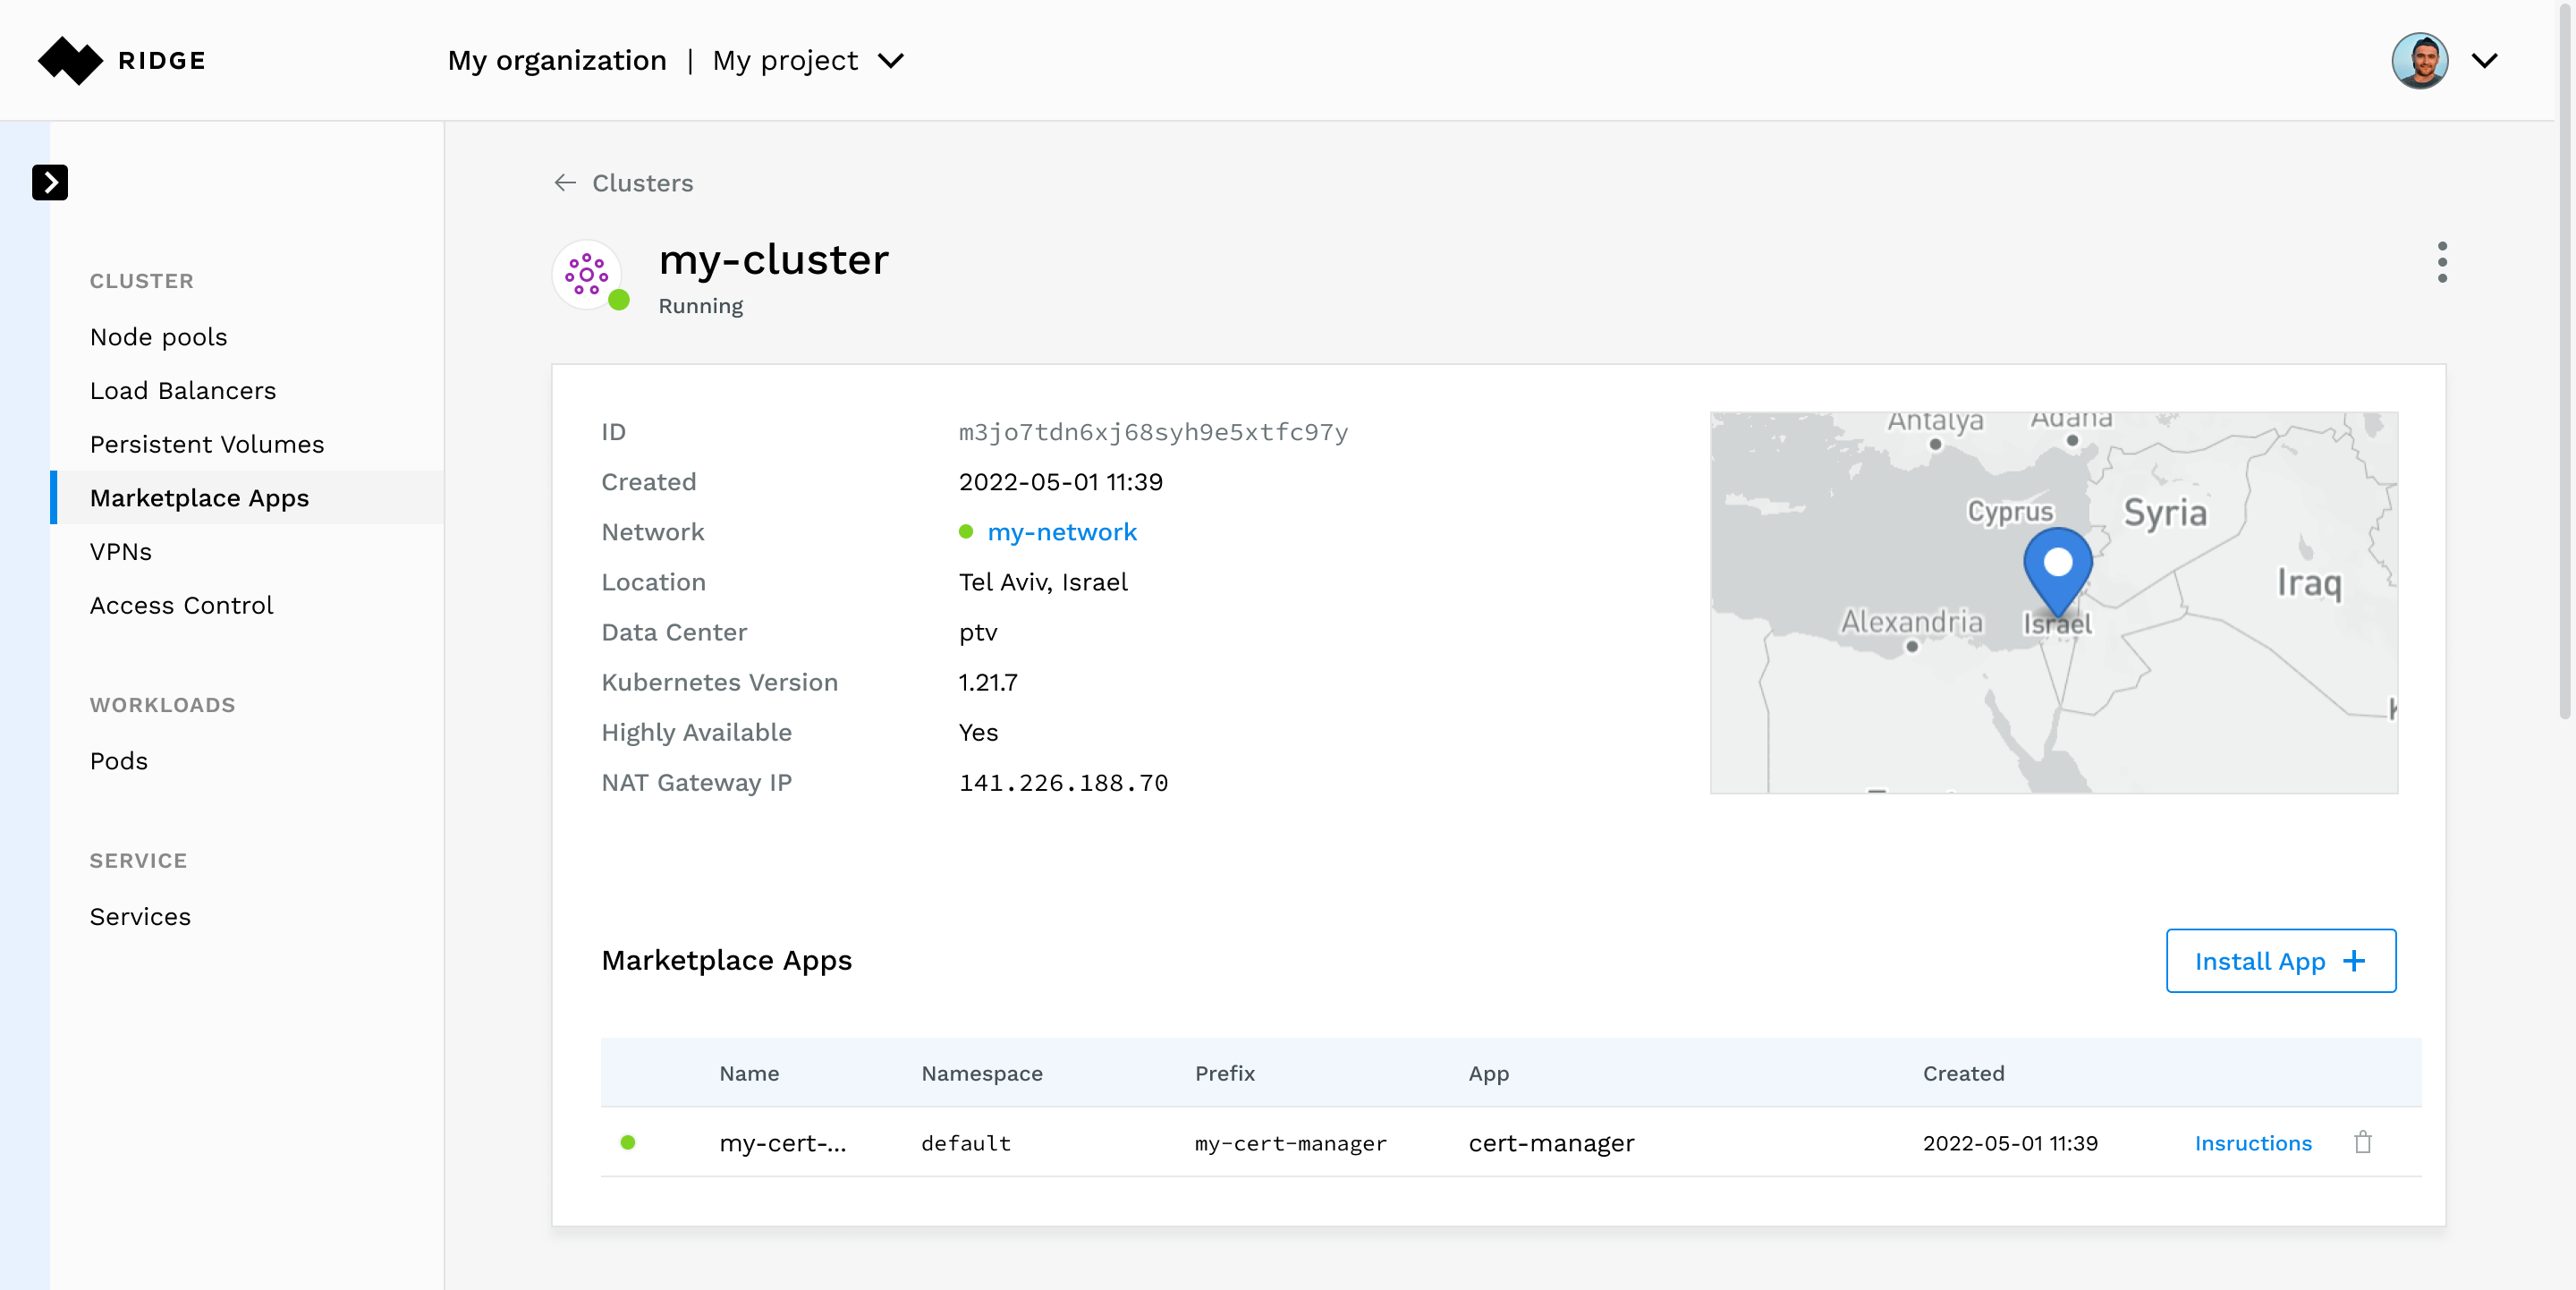 RIDGE
My organization | My project
Clusters
CLUSTER
Node pools
Load Balancers
Persistent Volumes
Marketplace Apps
VPNs
Access Control
WORKLOADS
Pods
SERVICE
Services
my-cluster
Running
ID m3jo7tdn6xj68syh9e5xtfc97y
Created 2022-05-01 11:39
Network my-network
Location Tel Aviv, Israel
Data Center ptv
Kubernetes Version 1.21.7
Highly Available Yes
NAT Gateway IP 141.226.188.70
Antalya Adana
Cyprus Syria
Iraq
Alexandria Israel
Marketplace Apps
Install App +
Name Namespace Prefix App Created
my-cert-... default my-cert-manager cert-manager 2022-05-01 11:39 Insructions